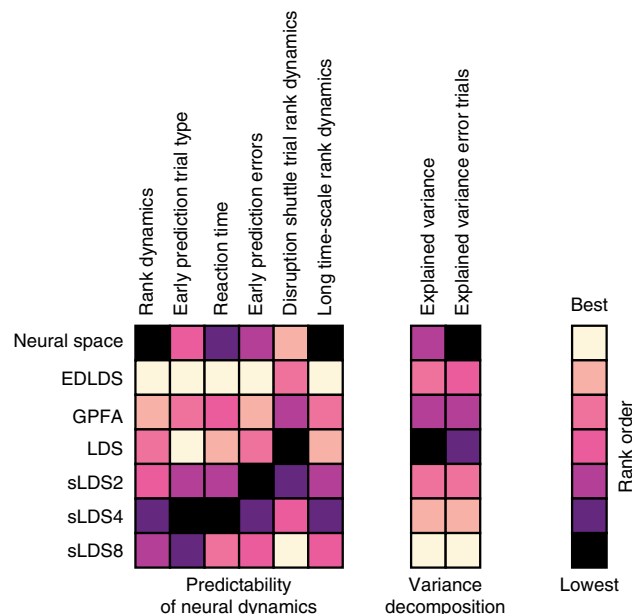 Rank dynamics
Early prediction trial type
Reaction time
Early prediction errors
Disruption shuttle trial rank dynamics
Long time-scale rank dynamics
Explained variance
Explained variance error trials
Best
Neural space
EDLDS
GPFA
LDS
sLDS2
sLDS4
sLDS8
Rank order
Lowest
Predictability
of neural dynamics
Variance
decomposition